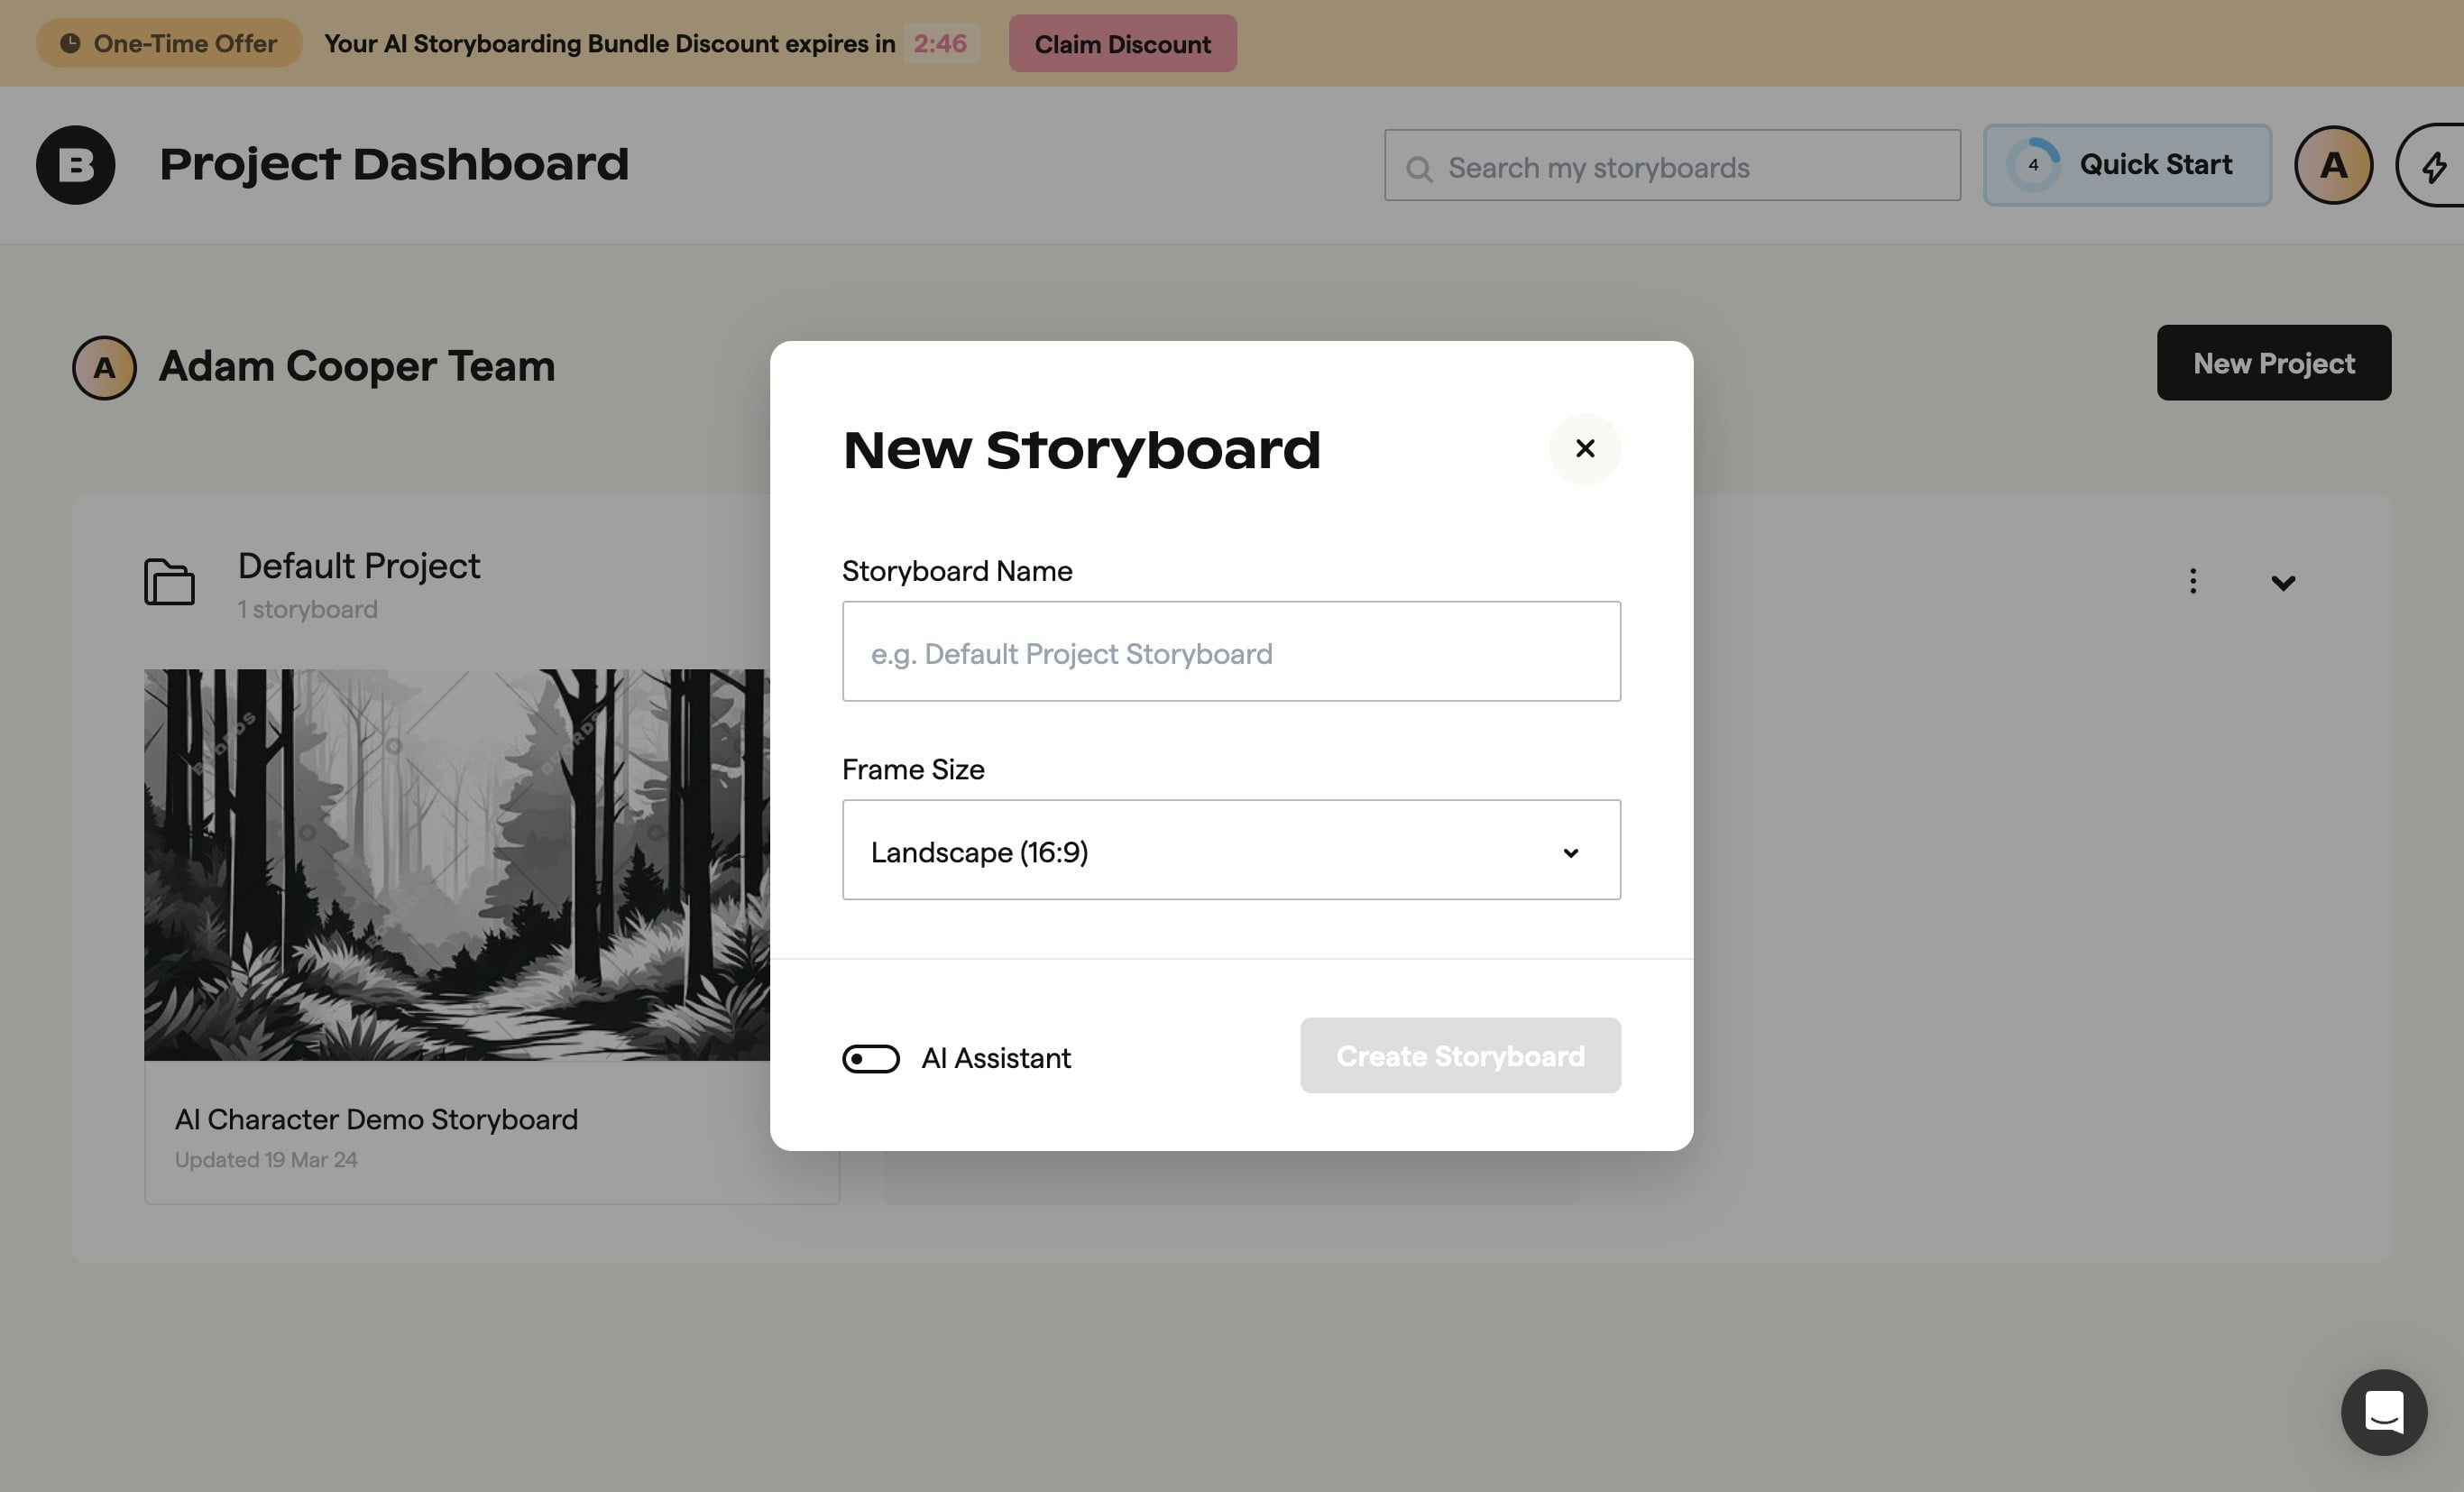 One-Time Offer
Your AI Storyboarding Bundle Discount expires in 2:46
Claim Discount
B
Project Dashboard
Search my storyboards
4
Quick Start
A
A
Adam Cooper Team
New Project
New Storyboard
Default Project
1 storyboard
Storyboard Name
e.g. Default Project Storyboard
BOORDS
BOORDS
Frame Size
Landscape (16:9)
AI Assistant
Create Storyboard
AI Character Demo Storyboard
Updated 19 Mar 24